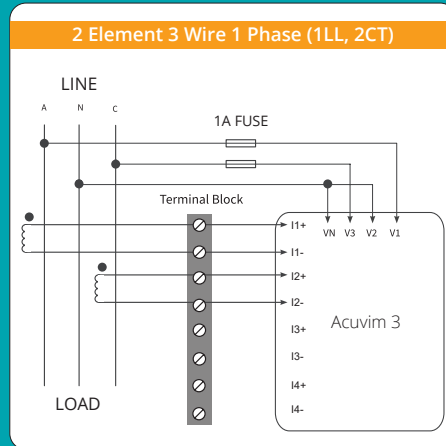 2 Element 3 Wire 1 Phase (1LL, 2CT)
LINE
A N C
1A FUSE
Terminal Block
VN V3 V2 V1
I1+
I1-
I2+
I2-
I3+
I3-
I4+
I4-
Acuvim 3
LOAD